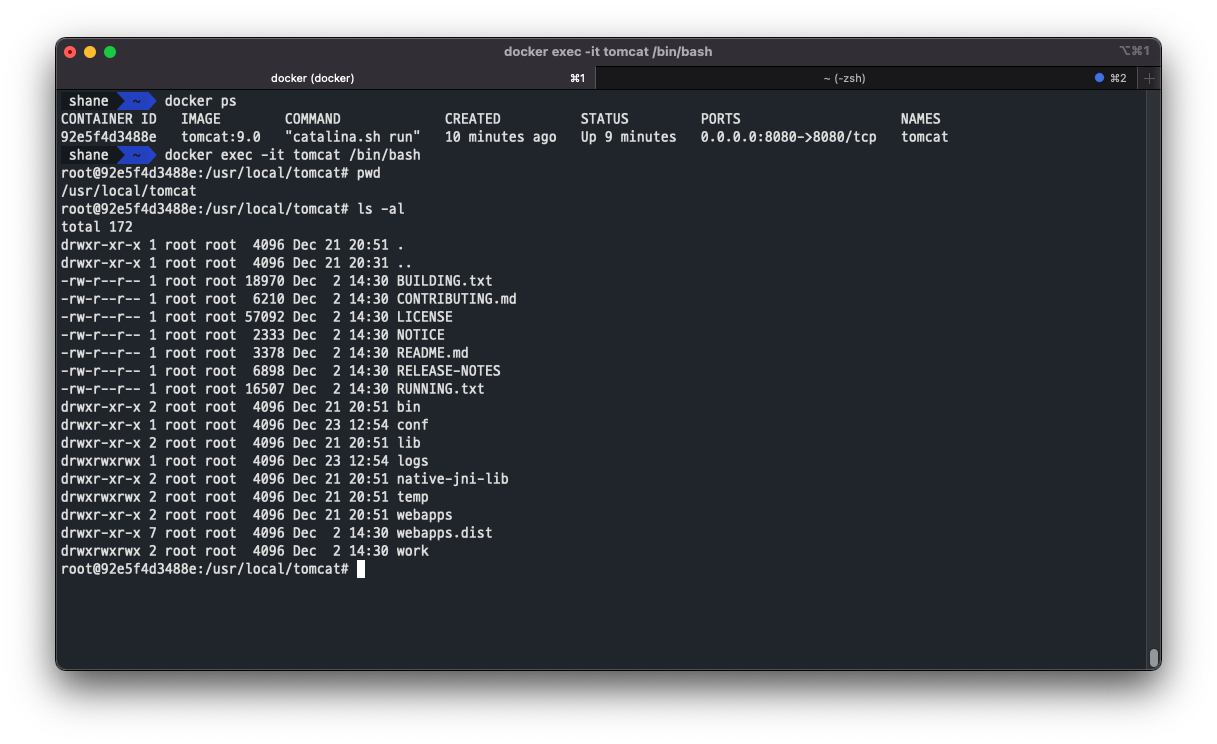 docker exec -it tomcat /bin/bash ⌥⌘1
docker (docker) ⌘1 ~ (-zsh) ⌘2 +
shane ~ docker ps
CONTAINER ID   IMAGE        COMMAND             CREATED          STATUS         PORTS                    NAMES
92e5f4d3488e   tomcat:9.0   "catalina.sh run"   10 minutes ago   Up 9 minutes   0.0.0.0:8080->8080/tcp   tomcat
shane ~ docker exec -it tomcat /bin/bash
root@92e5f4d3488e:/usr/local/tomcat# pwd
/usr/local/tomcat
root@92e5f4d3488e:/usr/local/tomcat# ls -al
total 172
drwxr-xr-x 1 root root  4096 Dec 21 20:51 .
drwxr-xr-x 1 root root  4096 Dec 21 20:31 ..
-rw-r--r-- 1 root root 18970 Dec  2 14:30 BUILDING.txt
-rw-r--r-- 1 root root  6210 Dec  2 14:30 CONTRIBUTING.md
-rw-r--r-- 1 root root 57092 Dec  2 14:30 LICENSE
-rw-r--r-- 1 root root  2333 Dec  2 14:30 NOTICE
-rw-r--r-- 1 root root  3378 Dec  2 14:30 README.md
-rw-r--r-- 1 root root  6898 Dec  2 14:30 RELEASE-NOTES
-rw-r--r-- 1 root root 16507 Dec  2 14:30 RUNNING.txt
drwxr-xr-x 2 root root  4096 Dec 21 20:51 bin
drwxr-xr-x 1 root root  4096 Dec 23 12:54 conf
drwxr-xr-x 2 root root  4096 Dec 21 20:51 lib
drwxrwxrwx 1 root root  4096 Dec 23 12:54 logs
drwxr-xr-x 2 root root  4096 Dec 21 20:51 native-jni-lib
drwxrwxrwx 2 root root  4096 Dec 21 20:51 temp
drwxr-xr-x 2 root root  4096 Dec 21 20:51 webapps
drwxr-xr-x 7 root root  4096 Dec  2 14:30 webapps.dist
drwxrwxrwx 2 root root  4096 Dec  2 14:30 work
root@92e5f4d3488e:/usr/local/tomcat#